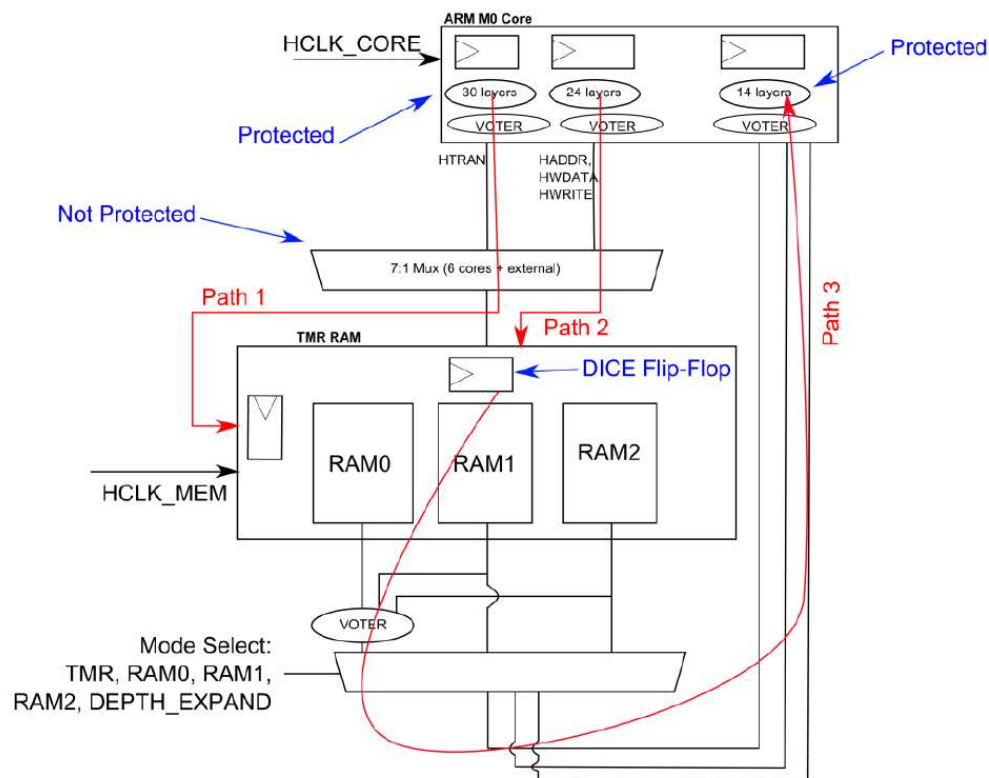 ARM M0 Core
HCLK_CORE
Protected
30 layers
24 layers
14 layers
VOTER
VOTER
VOTER
Protected
HTRAN
HADDR,
HWDATA
HWRITE
Not Protected
7:1 Mux (6 cores + external)
Path 1
Path 2
Path 3
TMR RAM
DICE Flip-Flop
RAM0
RAM1
RAM2
HCLK_MEM
VOTER
Mode Select:
TMR, RAM0, RAM1,
RAM2, DEPTH_EXPAND